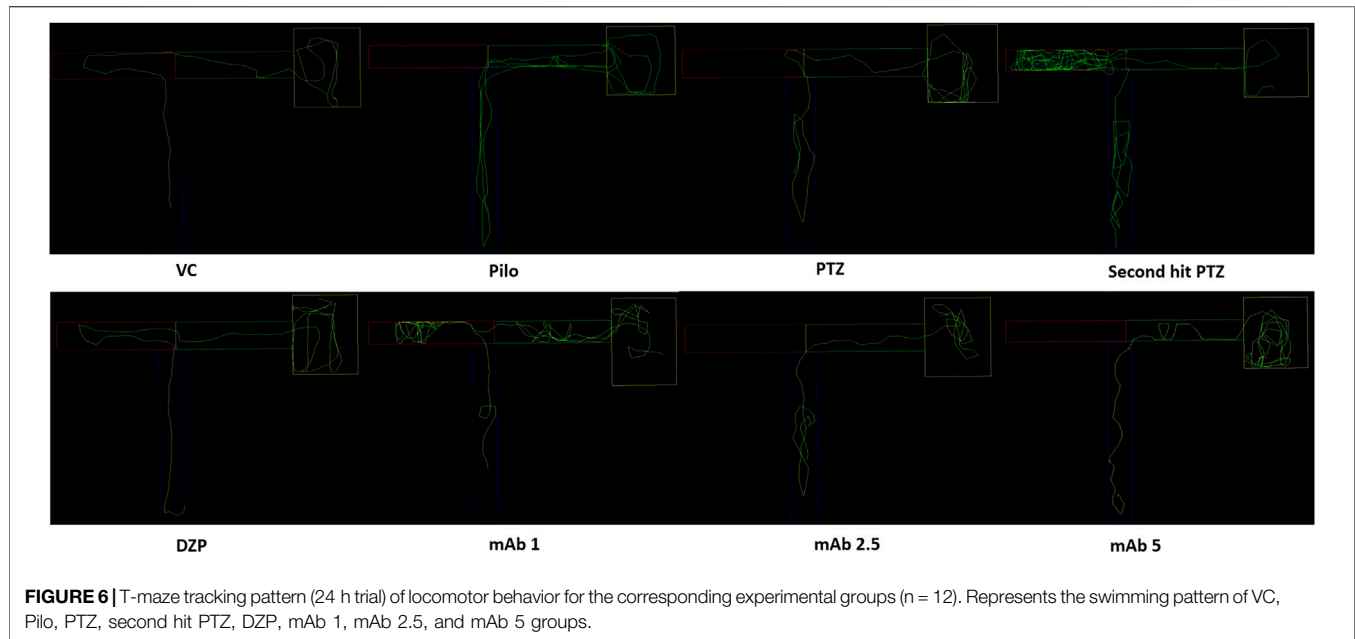 VC
Pilo
PTZ
Second hit PTZ
DZP
mAb 1
mAb 2.5
mAb 5
FIGURE 6 | T-maze tracking pattern (24 h trial) of locomotor behavior for the corresponding experimental groups (n = 12). Represents the swimming pattern of VC,
Pilo, PTZ, second hit PTZ, DZP, mAb 1, mAb 2.5, and mAb 5 groups.